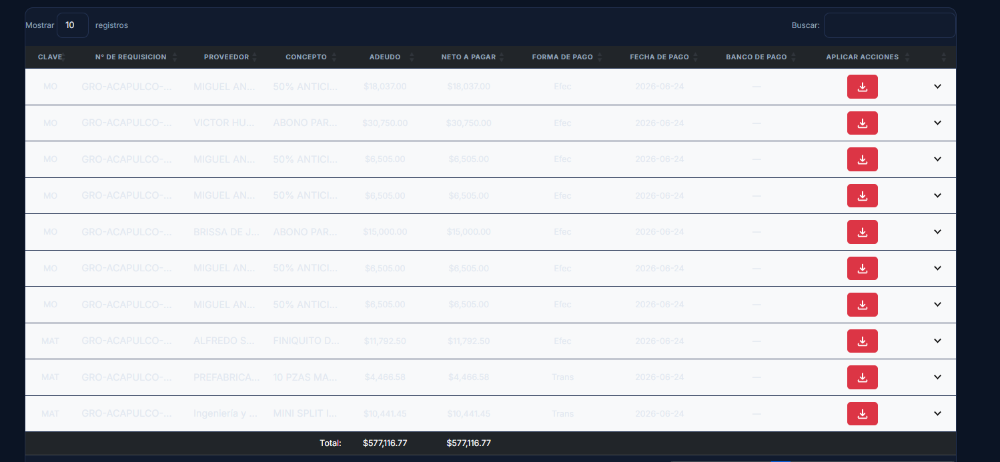 Mostrar 10 registros Buscar:
CLAVE N° DE REQUISICION PROVEEDOR CONCEPTO ADEUDO NETO A PAGAR FORMA DE PAGO FECHA DE PAGO BANCO DE PAGO APLICAR ACCIONES
MO GRO-ACAPULCO-... MIGUEL AN... 50% ANTICI... $18,037.00 $18,037.00 Efec 2026-06-24 —
MO GRO-ACAPULCO-... VICTOR HU... ABONO PAR... $30,750.00 $30,750.00 Efec 2026-06-24 —
MO GRO-ACAPULCO-... MIGUEL AN... 50% ANTICI... $6,505.00 $6,505.00 Efec 2026-06-24 —
MO GRO-ACAPULCO-... MIGUEL AN... 50% ANTICI... $6,505.00 $6,505.00 Efec 2026-06-24 —
MO GRO-ACAPULCO-... BRISSA DE J... ABONO PAR... $15,000.00 $15,000.00 Efec 2026-06-24 —
MO GRO-ACAPULCO-... MIGUEL AN... 50% ANTICI... $6,505.00 $6,505.00 Efec 2026-06-24 —
MO GRO-ACAPULCO-... MIGUEL AN... 50% ANTICI... $6,505.00 $6,505.00 Efec 2026-06-24 —
MAT GRO-ACAPULCO-... ALFREDO S... FINIQUITO D... $11,792.50 $11,792.50 Efec 2026-06-24 —
MAT GRO-ACAPULCO-... PREFABRICA... 10 PZAS MA... $4,466.58 $4,466.58 Trans 2026-06-24 —
MAT GRO-ACAPULCO-... Ingeniería y ... MINI SPLIT I... $10,441.45 $10,441.45 Trans 2026-06-24 —
Total: $577,116.77 $577,116.77